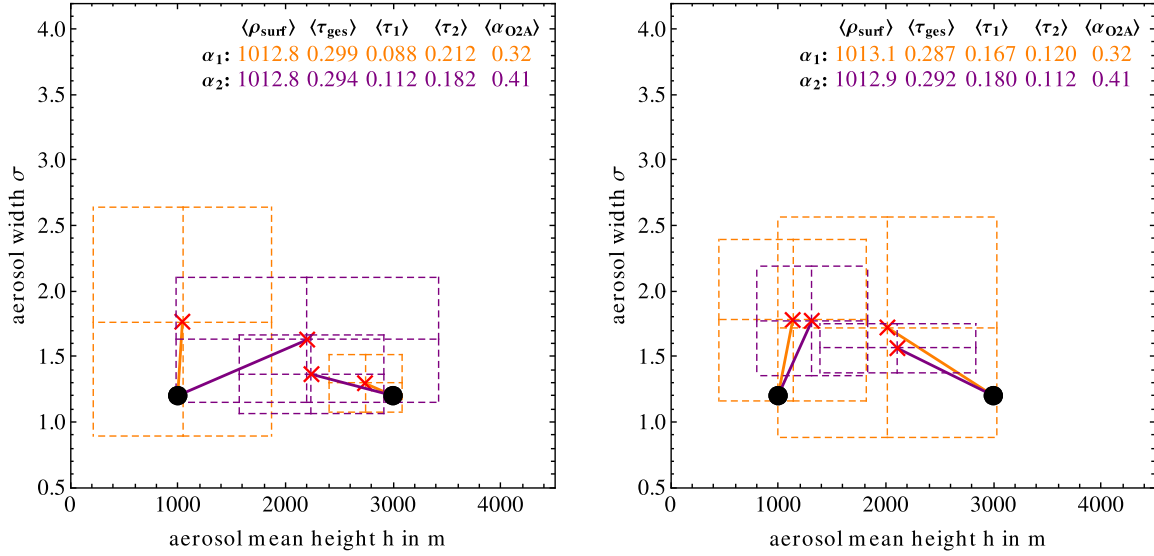 ⟨ρsurf⟩ ⟨τges⟩ ⟨τ1⟩ ⟨τ2⟩ ⟨αO2A⟩
α1: 1012.8 0.299 0.088 0.212 0.32
α2: 1012.8 0.294 0.112 0.182 0.41
4.0
3.5
3.0
2.5
2.0
1.5
1.0
0.5
aerosol width σ
0 1000 2000 3000 4000
aerosol mean height h in m
⟨ρsurf⟩ ⟨τges⟩ ⟨τ1⟩ ⟨τ2⟩ ⟨αO2A⟩
α1: 1013.1 0.287 0.167 0.120 0.32
α2: 1012.9 0.292 0.180 0.112 0.41
4.0
3.5
3.0
2.5
2.0
1.5
1.0
0.5
aerosol width σ
0 1000 2000 3000 4000
aerosol mean height h in m